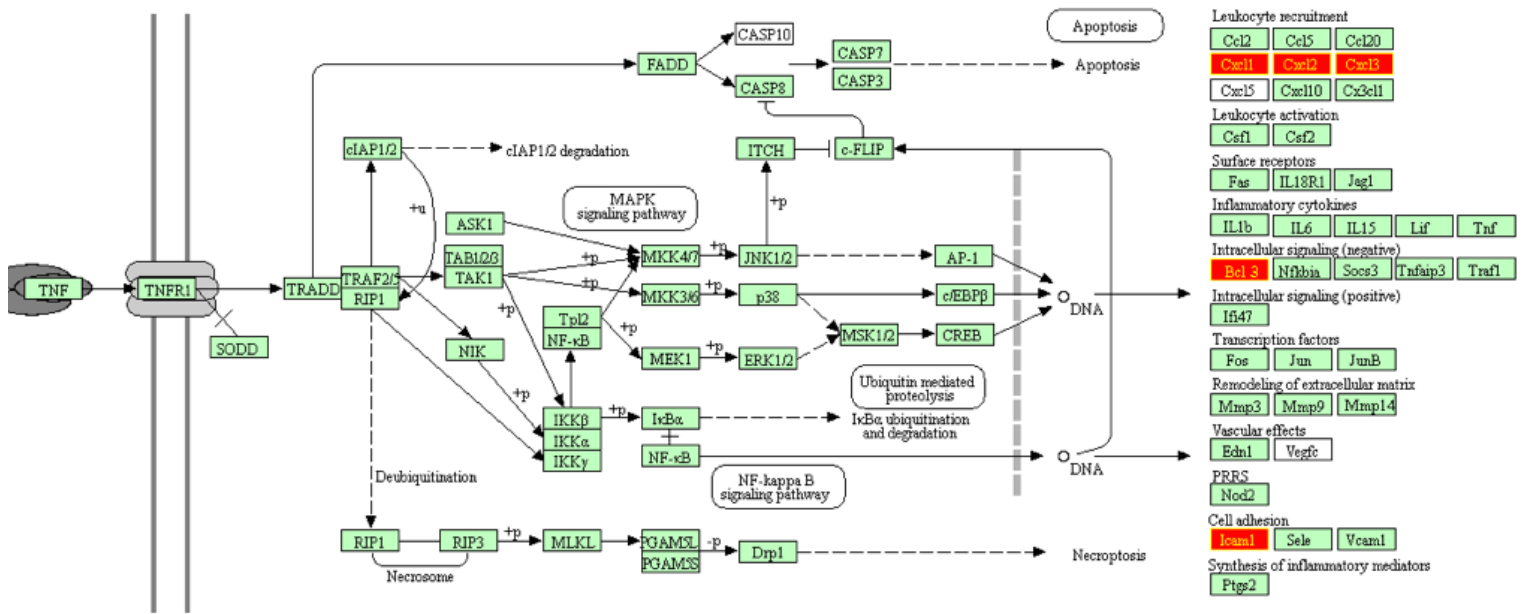 Apoptosis
CASP10
FADD
CASP7
CASP3
Apoptosis
CASP8
cIAP1/2
cIAP1/2 degradation
ITCH
c-FLIP
+u
+p
MAPK
signaling pathway
ASK1
TAB1/2/3
TAK1
+p
+p
+p
MKK4/7
+p
JNK1/2
AP-1
TNF
TNFR1
TRADD
TRAF2/5
RIP1
MKK3/6
+p
p38
c/EBPβ
DNA
SODD
NIK
Tpl2
NF-κB
MEK1
+p
ERK1/2
MSK1/2
CREB
+p
Ubiquitin mediated
proteolysis
IKKβ
IKKα
IKKγ
+p
IκBα
IκBα ubiquitination
and degradation
NF-κB
DNA
Deubiquitination
NF-kappa B
signaling pathway
RIP1
RIP3
+p
MLKL
PGAM5L
PGAM5S
-p
Drp1
Necroptosis
Necrosome
Leukocyte recruitment
Ccl2 Ccl5 Ccl20
Cxcl1 Cxcl2 Cxcl3
Cxcl5 Cxcl10 Cx3cl1
Leukocyte activation
Csf1 Csf2
Surface receptors
Fas IL18R1 Jag1
Inflammatory cytokines
IL1b IL6 IL15 Lif Tnf
Intracellular signaling (negative)
Bcl 3 Nfkbia Socs3 Tnfaip3 Traf1
Intracellular signaling (positive)
Ifi47
Transcription factors
Fos Jun JunB
Remodeling of extracellular matrix
Mmp3 Mmp9 Mmp14
Vascular effects
Edn1 Vegfc
PRRS
Nod2
Cell adhesion
Icam1 Sele Vcam1
Synthesis of inflammatory mediators
Ptgs2